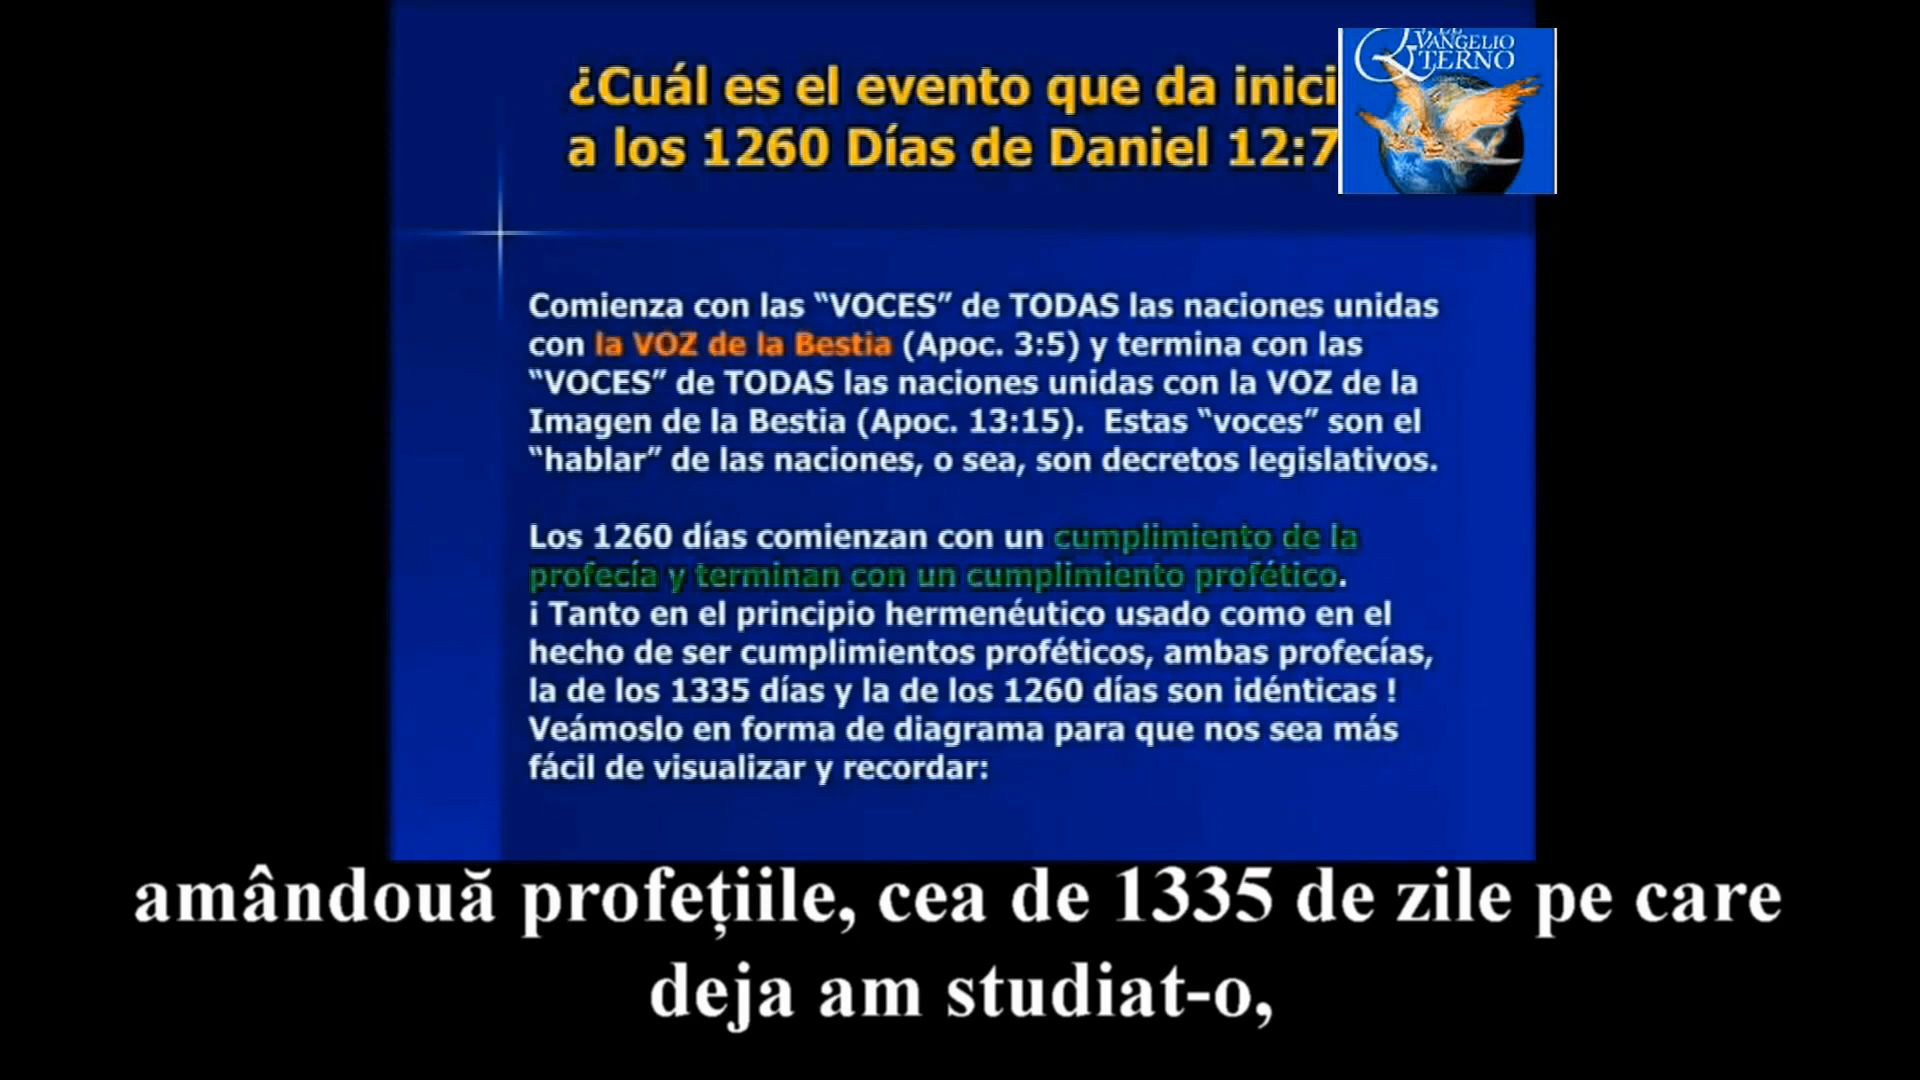 ¿Cuál es el evento que da inici
a los 1260 Días de Daniel 12:7
VANGELIO
TERNO
Comienza con las “VOCES” de TODAS las naciones unidas
con la VOZ de la Bestia (Apoc. 3:5) y termina con las
“VOCES” de TODAS las naciones unidas con la VOZ de la
Imagen de la Bestia (Apoc. 13:15). Estas “voces” son el
“hablar” de las naciones, o sea, son decretos legislativos.
Los 1260 días comienzan con un cumplimiento de la
profecía y terminan con un cumplimiento profético.
¡ Tanto en el principio hermenéutico usado como en el
hecho de ser cumplimientos proféticos, ambas profecías,
la de los 1335 días y la de los 1260 días son idénticas !
Veámoslo en forma de diagrama para que nos sea más
fácil de visualizar y recordar:
amândouă profețiile, cea de 1335 de zile pe care
deja am studiat-o,